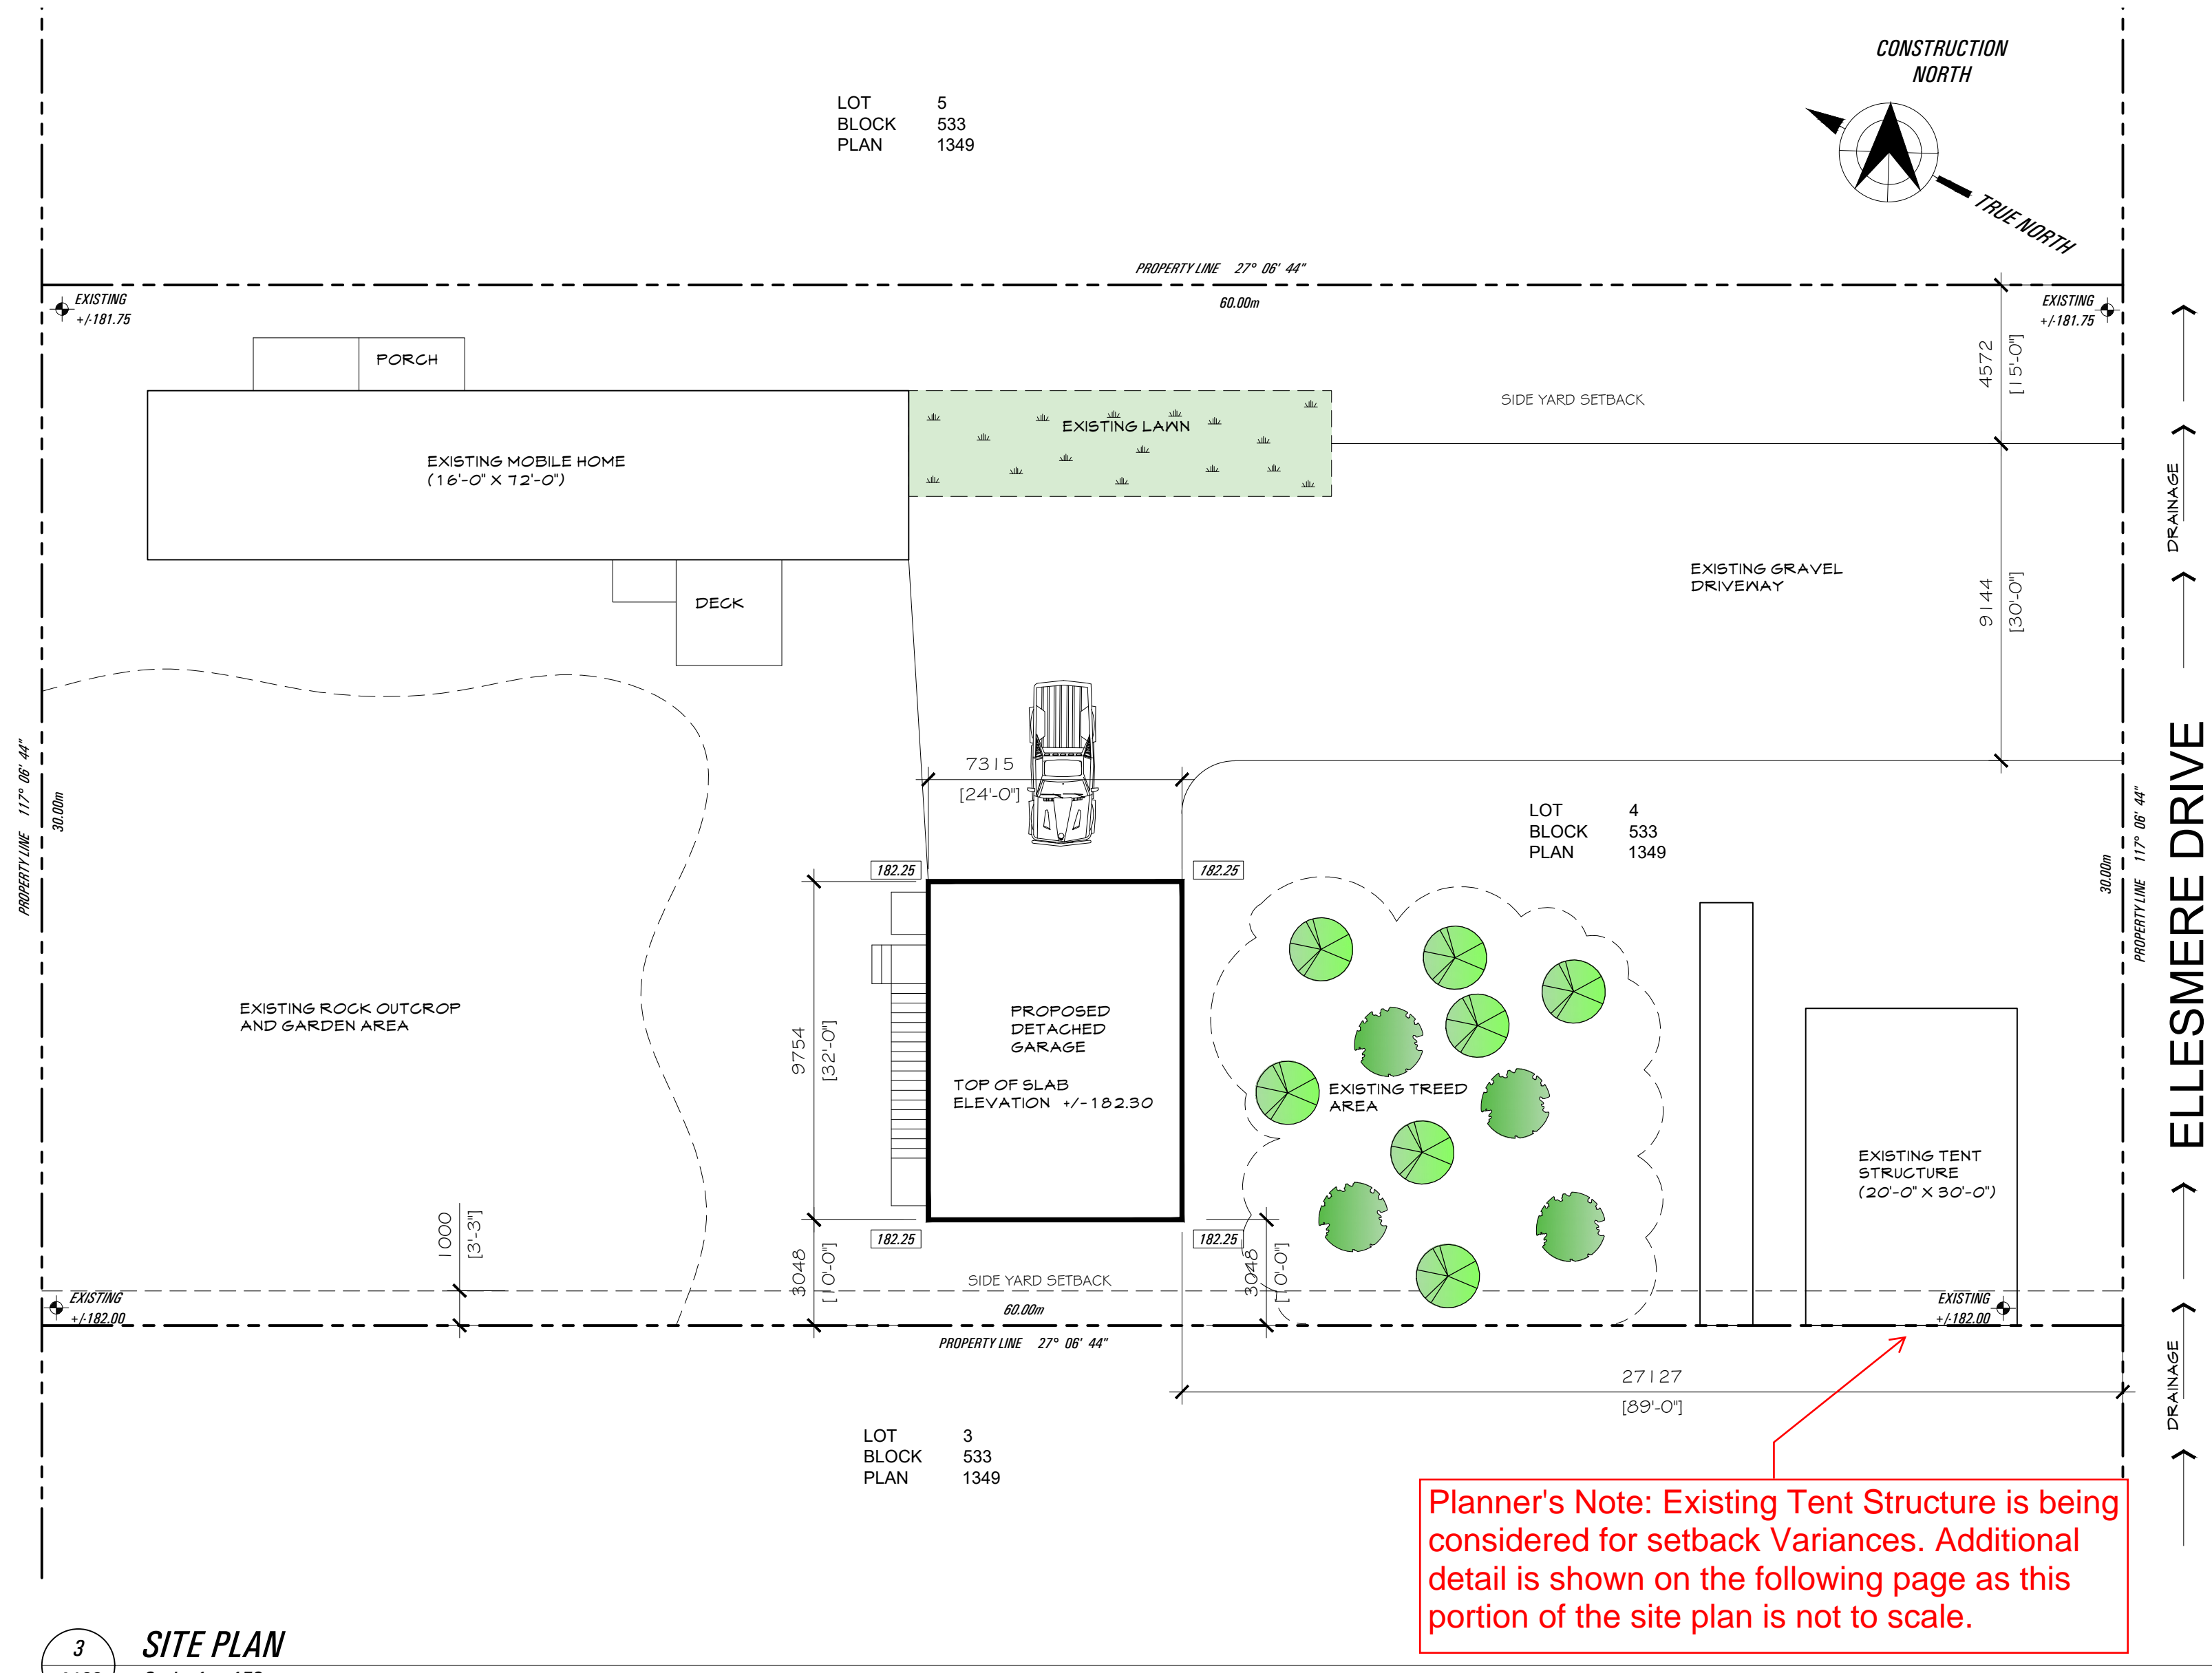 CONSTRUCTION
NORTH
TRUE NORTH
LOT 5
BLOCK 533
PLAN 1349
PROPERTY LINE 27° 06' 44"
60.00m
EXISTING
+/-181.75
EXISTING
+/-181.75
PORCH
EXISTING MOBILE HOME
(16'-0" X 72'-0")
EXISTING LAWN
SIDE YARD SETBACK
4572
[15'-0"]
DRAINAGE
DECK
EXISTING GRAVEL
DRIVEWAY
9144
[30'-0"]
PROPERTY LINE 117° 06' 44"
30.00m
7315
[24'-0"]
LOT 4
BLOCK 533
PLAN 1349
30.00m
PROPERTY LINE 117° 06' 44"
ELLESMERE DRIVE
182.25
182.25
EXISTING ROCK OUTCROP
AND GARDEN AREA
9754
[32'-0"]
PROPOSED
DETACHED
GARAGE
TOP OF SLAB
ELEVATION +/-182.30
EXISTING TREED
AREA
EXISTING TENT
STRUCTURE
(20'-0" X 30'-0")
1000
[3'-3"]
182.25
182.25
3048
[10'-0"]
3048
[10'-0"]
SIDE YARD SETBACK
EXISTING
+/-182.00
60.00m
EXISTING
+/-182.00
PROPERTY LINE 27° 06' 44"
27127
[89'-0"]
DRAINAGE
LOT 3
BLOCK 533
PLAN 1349
Planner's Note: Existing Tent Structure is being
considered for setback Variances. Additional
detail is shown on the following page as this
portion of the site plan is not to scale.
3
SITE PLAN